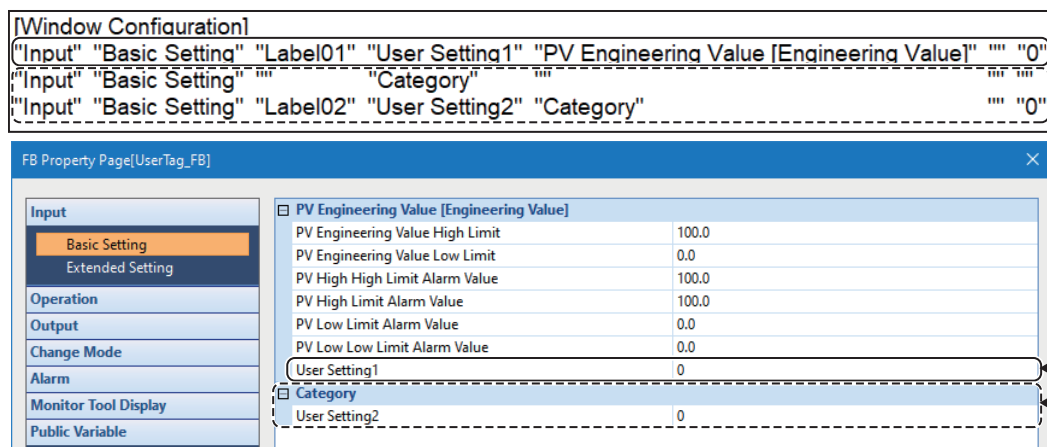 [Window Configuration]
"Input" "Basic Setting" "Label01" "User Setting1" "PV Engineering Value [Engineering Value]" "" "0"
"Input" "Basic Setting" "" "Category" "" "" ""
"Input" "Basic Setting" "Label02" "User Setting2" "Category" "" "0"
FB Property Page[UserTag_FB]
Input
Basic Setting
Extended Setting
Operation
Output
Change Mode
Alarm
Monitor Tool Display
Public Variable
PV Engineering Value [Engineering Value]
PV Engineering Value High Limit 100.0
PV Engineering Value Low Limit 0.0
PV High High Limit Alarm Value 100.0
PV High Limit Alarm Value 100.0
PV Low Limit Alarm Value 0.0
PV Low Low Limit Alarm Value 0.0
User Setting1 0
Category
User Setting2 0